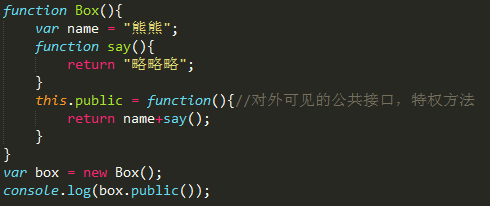 function Box(){
    var name = "熊熊";
    function say(){
        return "略略略";
    }
    this.public = function(){//对外可见的公共接口，特权方法
        return name+say();
    }
}
var box = new Box();
console.log(box.public());